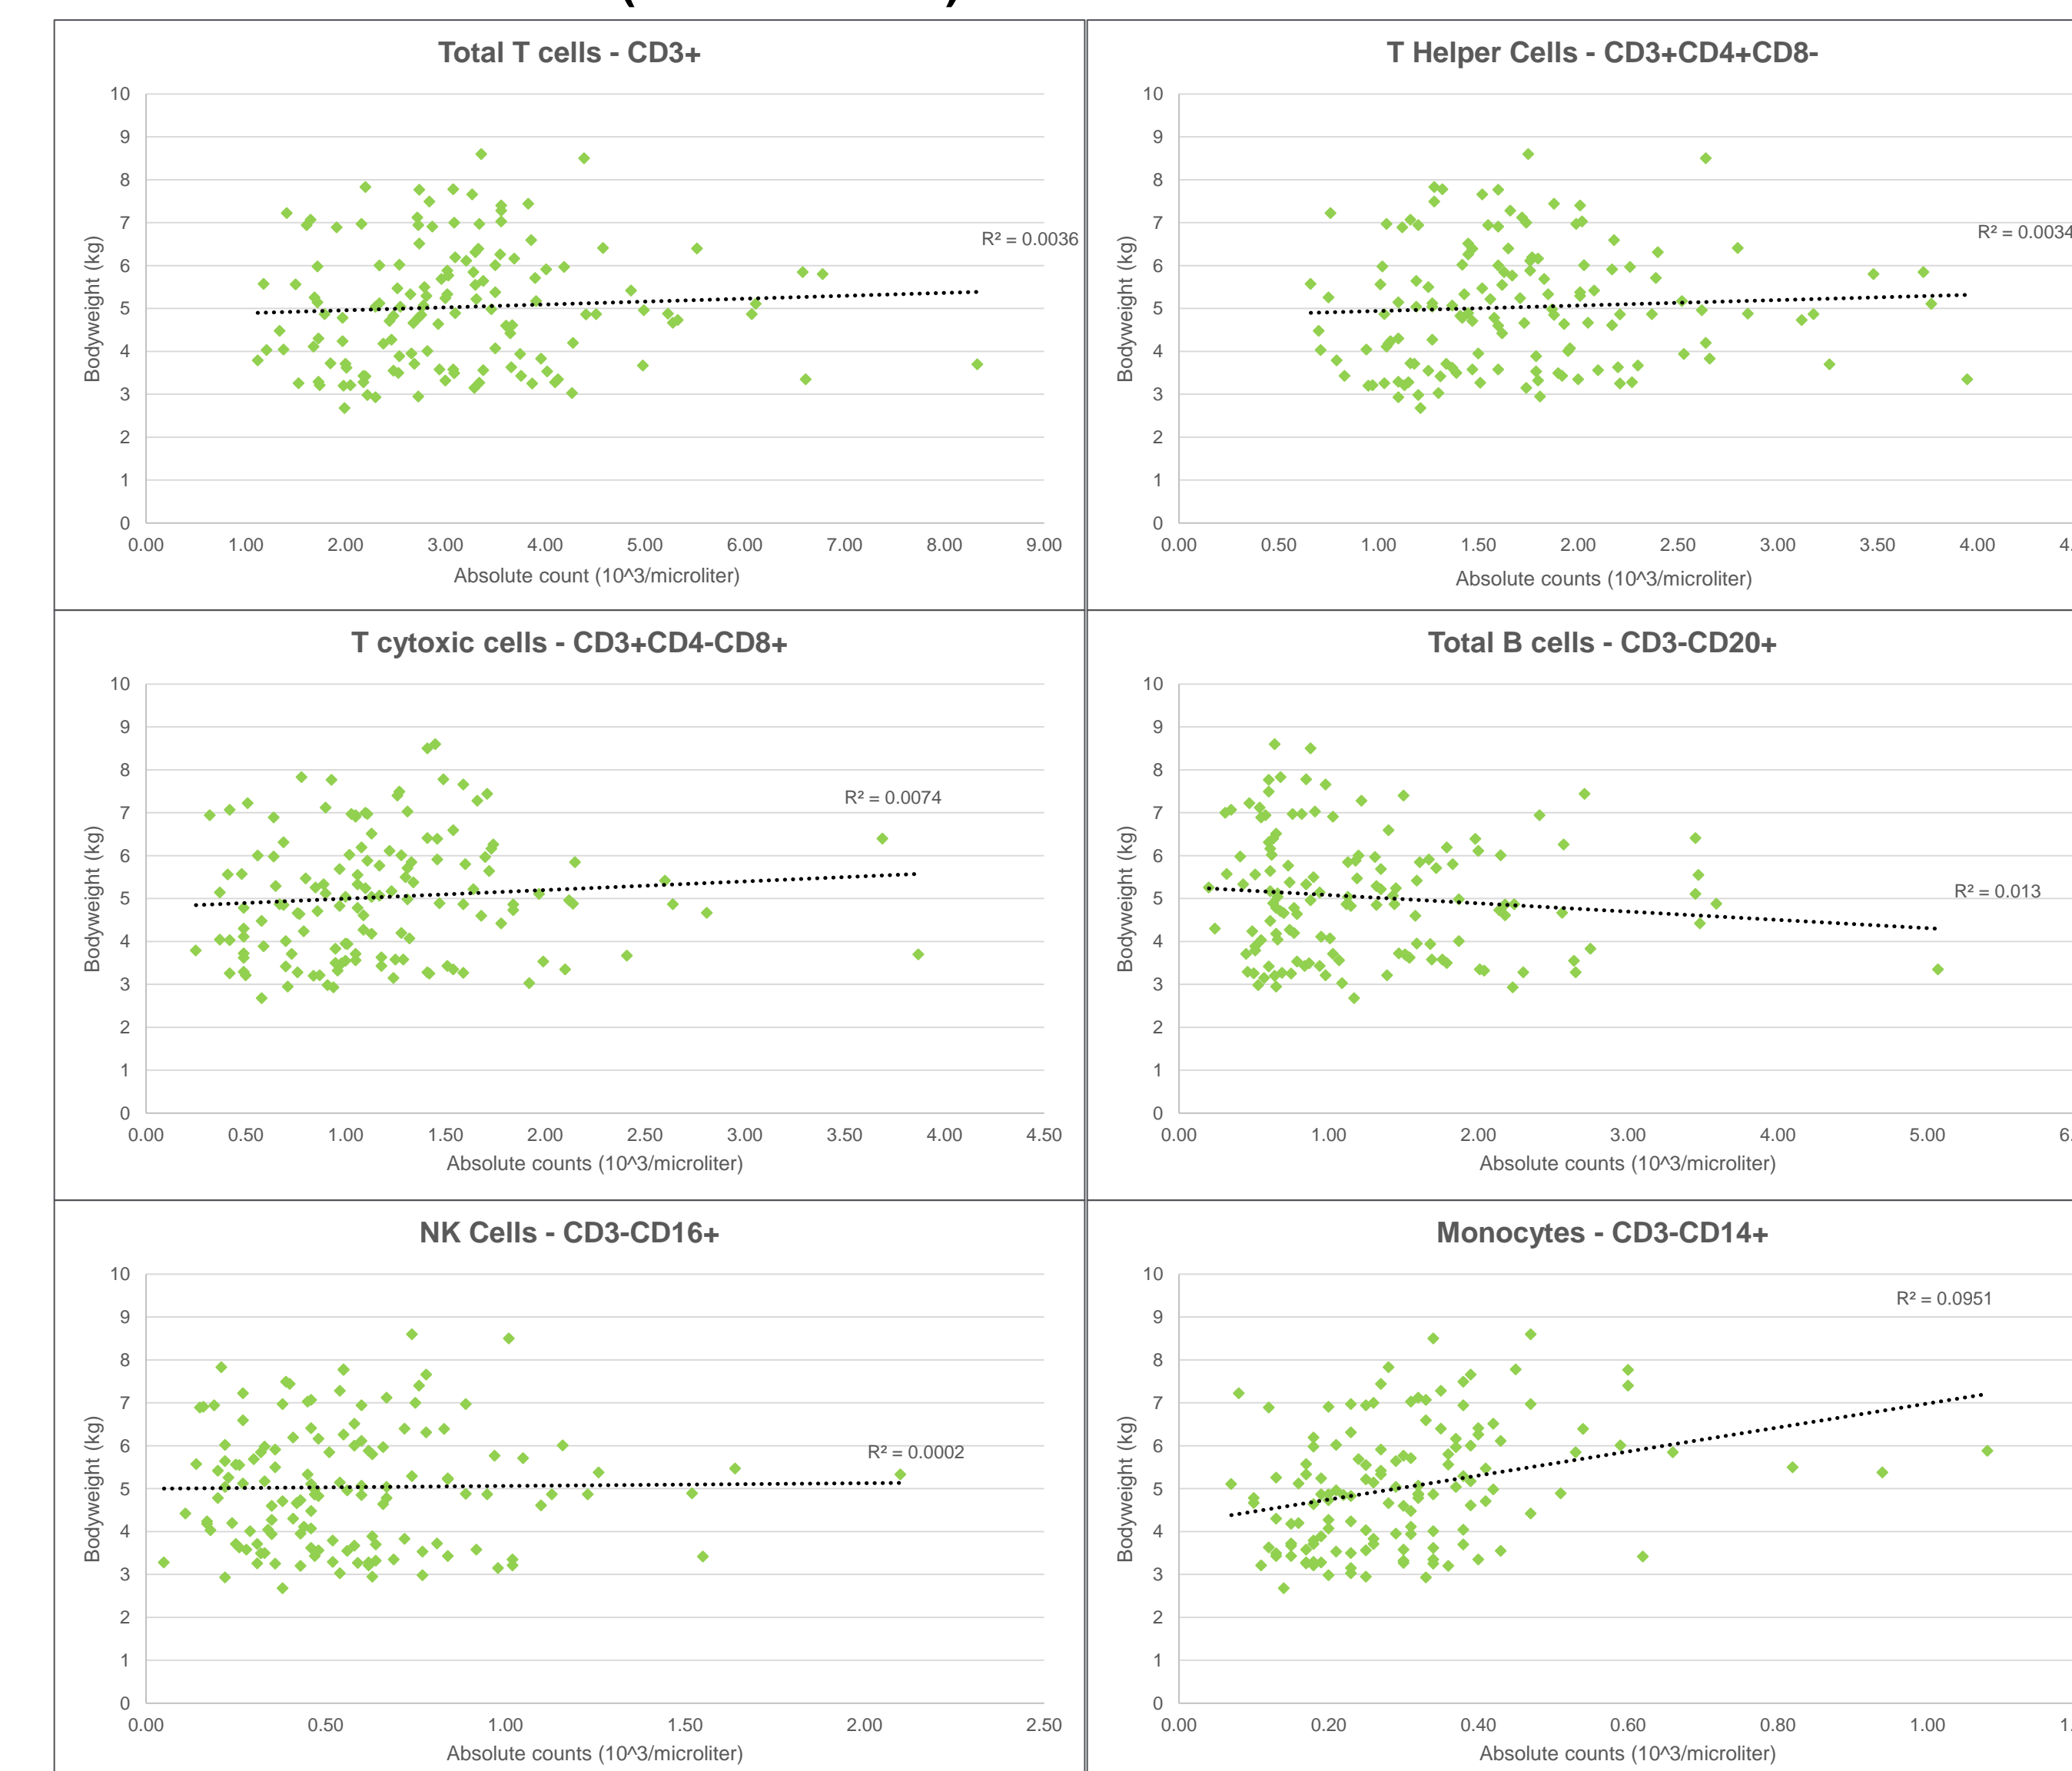 Total T cells - CD3+
10
9
8
7
6
5
4
3
2
1
0
Bodyweight (kg)
R² = 0.0036
0.00 1.00 2.00 3.00 4.00 5.00 6.00 7.00 8.00 9.00
Absolute count (10^3/microliter)
T Helper Cells - CD3+CD4+CD8-
10
9
8
7
6
5
4
3
2
1
0
Bodyweight (kg)
R² = 0.0034
0.00 0.50 1.00 1.50 2.00 2.50 3.00 3.50 4.00
Absolute counts (10^3/microliter)
T cytoxic cells - CD3+CD4-CD8+
10
9
8
7
6
5
4
3
2
1
0
Bodyweight (kg)
R² = 0.0074
0.00 0.50 1.00 1.50 2.00 2.50 3.00 3.50 4.00 4.50
Absolute counts (10^3/microliter)
Total B cells - CD3-CD20+
10
9
8
7
6
5
4
3
2
1
0
Bodyweight (kg)
R² = 0.013
0.00 1.00 2.00 3.00 4.00 5.00
Absolute counts (10^3/microliter)
NK Cells - CD3-CD16+
10
9
8
7
6
5
4
3
2
1
0
Bodyweight (kg)
R² = 0.0002
0.00 0.50 1.00 1.50 2.00 2.50
Absolute counts (10^3/microliter)
Monocytes - CD3-CD14+
10
9
8
7
6
5
4
3
2
1
0
Bodyweight (kg)
R² = 0.0951
0.00 0.20 0.40 0.60 0.80 1.00
Absolute counts (10^3/microliter)